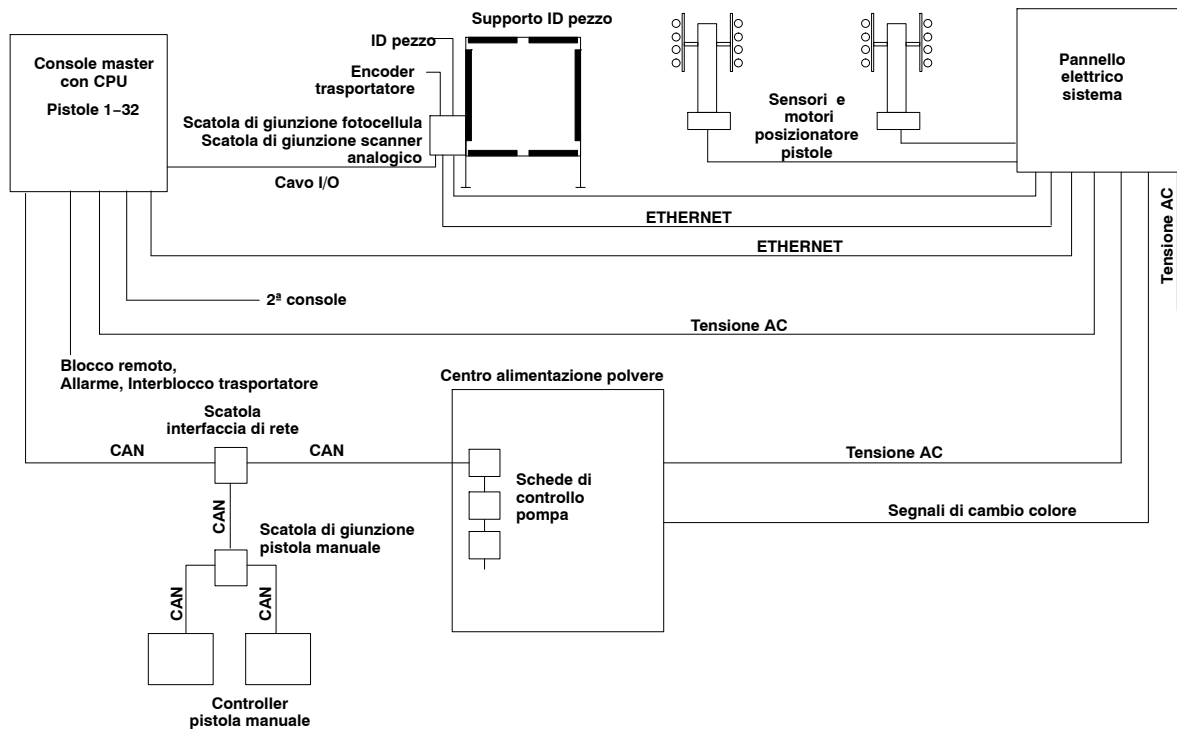 Supporto ID pezzo
ID pezzo
Console master
con CPU
Pistole 1–32
Encoder
trasportatore
Scatola di giunzione fotocellula
Scatola di giunzione scanner
analogico
Cavo I/O
Sensori e
motori
posizionatore
pistole
Pannello
elettrico
sistema
Tensione AC
ETHERNET
ETHERNET
2ª console
Tensione AC
Blocco remoto,
Allarme, Interblocco trasportatore
Centro alimentazione polvere
Scatola
interfaccia di rete
CAN
CAN
Tensione AC
Schede di
controllo
pompa
CAN
Segnali di cambio colore
Scatola di giunzione
pistola manuale
CAN
CAN
Controller
pistola manuale